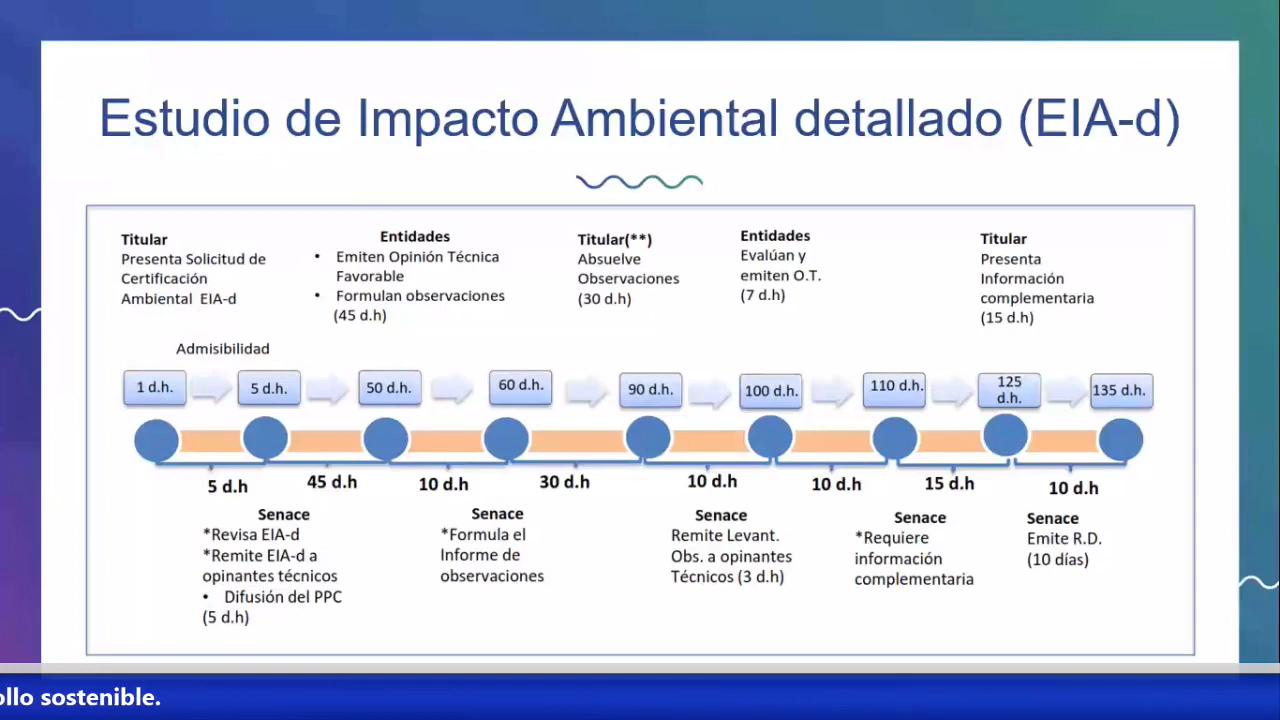 Estudio de Impacto Ambiental detallado (EIA-d)
Titular
Presenta Solicitud de
Certificación
Ambiental EIA-d
Entidades
• Emiten Opinión Técnica
Favorable
• Formulan observaciones
(45 d.h)
Titular(**)
Absuelve
Observaciones
(30 d.h)
Entidades
Evalúan y
emiten O.T.
(7 d.h)
Titular
Presenta
Información
complementaria
(15 d.h)
Admisibilidad
1 d.h.
5 d.h.
50 d.h.
60 d.h.
90 d.h.
100 d.h.
110 d.h.
125
d.h.
135 d.h.
5 d.h
45 d.h
10 d.h
30 d.h
10 d.h
10 d.h
15 d.h
10 d.h
Senace
*Revisa EIA-d
*Remite EIA-d a
opinantes técnicos
• Difusión del PPC
(5 d.h)
Senace
*Formula el
Informe de
observaciones
Senace
Remite Levant.
Obs. a opinantes
Técnicos (3 d.h)
Senace
*Requiere
información
complementaria
Senace
Emite R.D.
(10 días)
ollo sostenible.